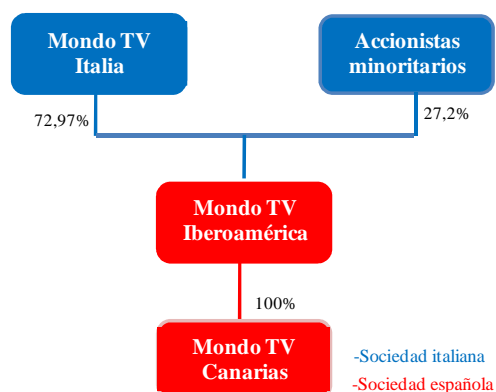 Mondo TV
Italia
Accionistas
minoritarios
72,97%
27,2%
Mondo TV
Iberoamérica
100%
Mondo TV
Canarias
-Sociedad italiana
-Sociedad española